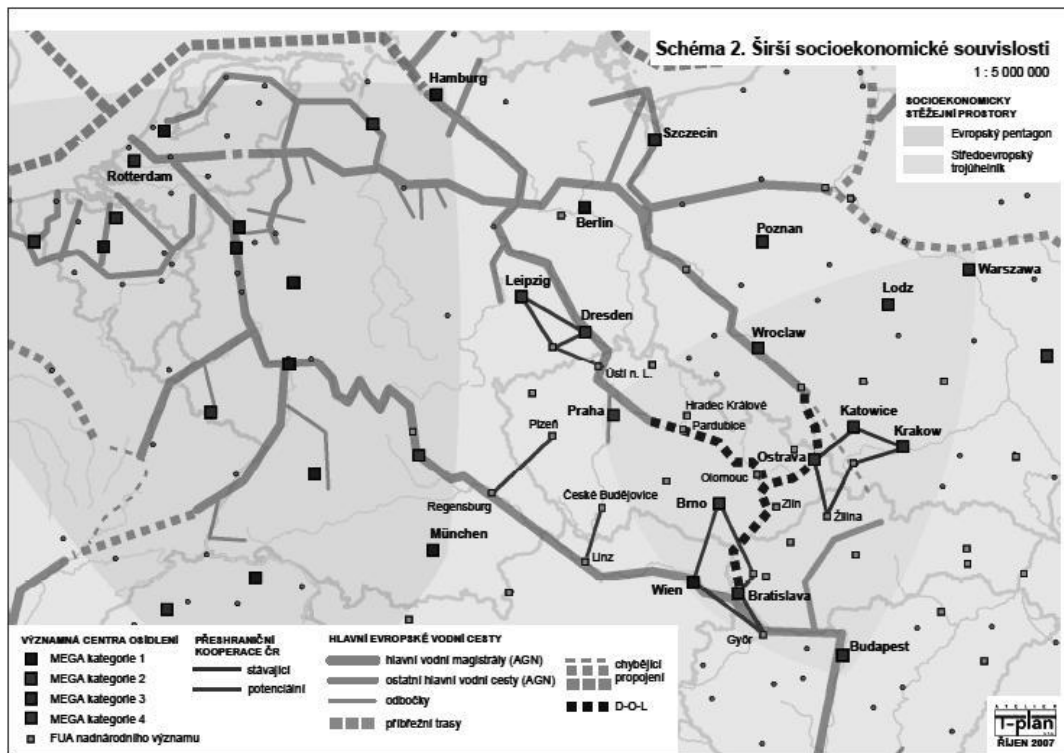 Schéma 2. Širší socioekonomické souvislosti
1 : 5 000 000
SOCIOEKONOMICKY
STĚŽEJNÍ PROSTORY
Evropský pentagon
Středoevropský
trojúhelník
Hamburg
Szczecin
Rotterdam
Berlin
Poznan
Warszawa
Leipzig
Lodz
Dresden
Wroclaw
Ústí n. L.
Praha
Hradec Králové
Pardubice
Katowice
Krakow
Plzeň
Ostrava
Olomouc
Regensburg
České Budějovice
Brno
Zlín
Žilina
München
Linz
Wien
Bratislava
Györ
Budapest
VÝZNAMNÁ CENTRA OSÍDLENÍ
MEGA kategorie 1
MEGA kategorie 2
MEGA kategorie 3
MEGA kategorie 4
FUA nadnárodního významu
PŘESHRANIČNÍ
KOOPERACE ČR
stávající
potenciální
HLAVNÍ EVROPSKÉ VODNÍ CESTY
hlavní vodní magistrály (AGN)
ostatní hlavní vodní cesty (AGN)
odbočky
příbřežní trasy
chybějící
propojení
D-O-L
ATELIER
T-plan
s.r.o.
ŘÍJEN 2007